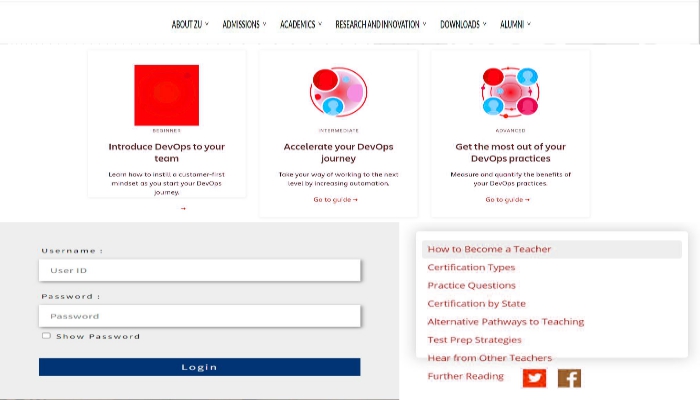 ABOUT ZU ADMISSIONS ACADEMICS RESEARCH AND INNOVATION DOWNLOADS ALUMNI
BEGINNER
Introduce DevOps to your
team
Learn how to instill a customer-first
mindset as you start your DevOps
journey.
→
INTERMEDIATE
Accelerate your DevOps
journey
Take your way of working to the next
level by increasing automation.
Go to guide →
ADVANCED
Get the most out of your
DevOps practices
Measure and quantify the benefits of
your DevOps practices.
Go to guide →
Username :
User ID
Password :
Password
Show Password
Login
How to Become a Teacher
Certification Types
Practice Questions
Certification by State
Alternative Pathways to Teaching
Test Prep Strategies
Hear from Other Teachers
Further Reading